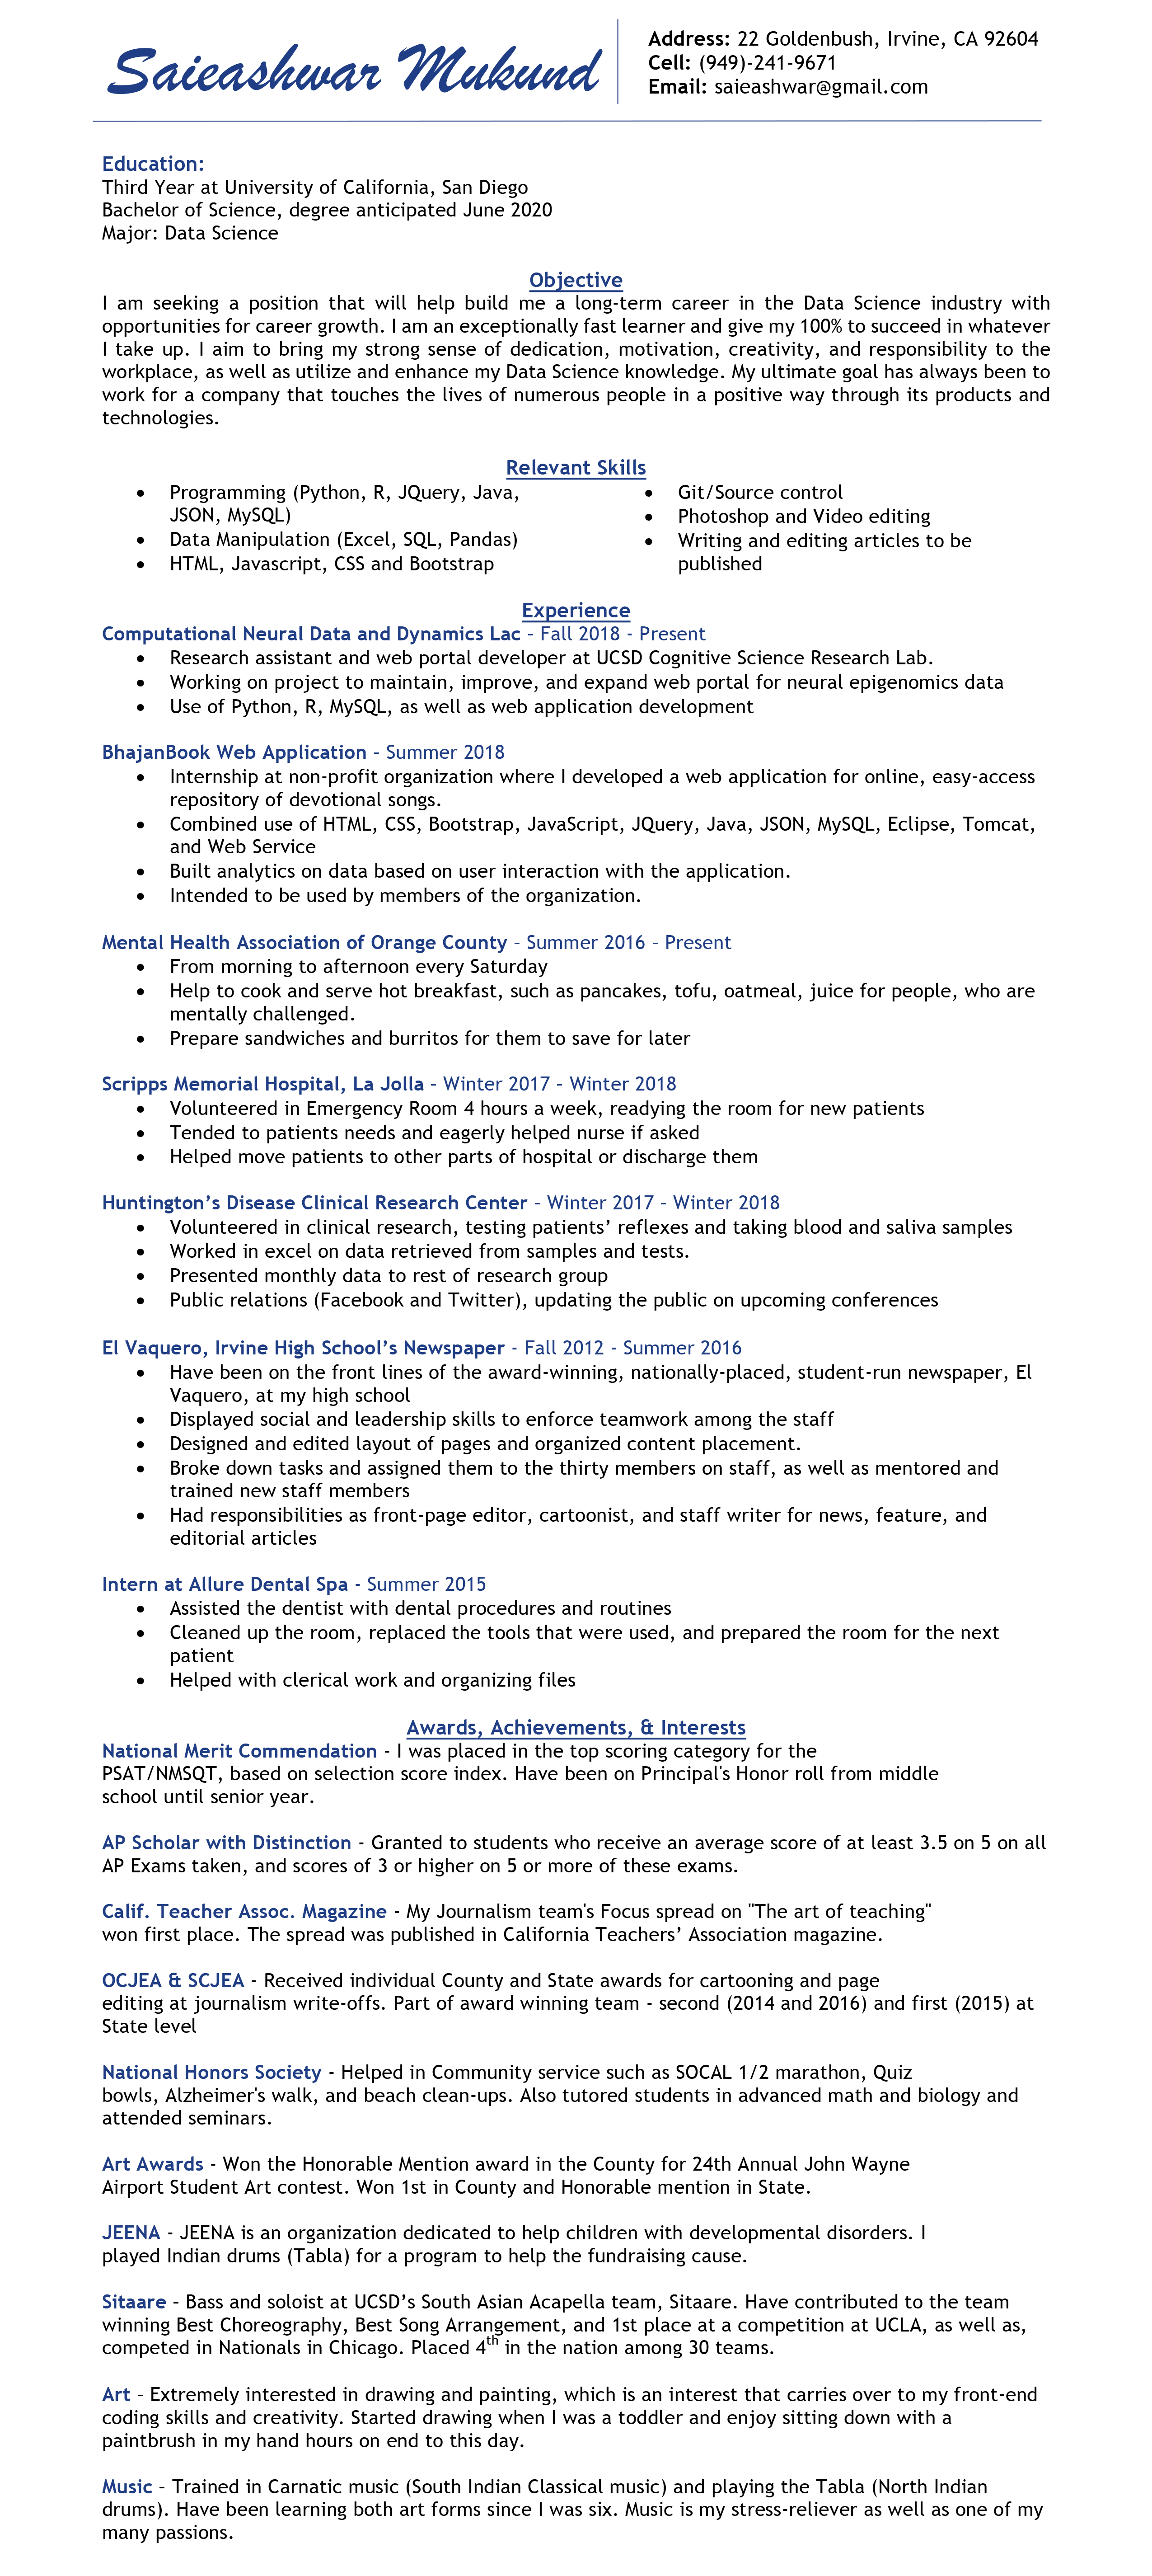 Saieashwar Mukund
Address: 22 Goldenbush, Irvine, CA 92604
Cell: (949)-241-9671
Email: saieashwar@gmail.com
Education:
Third Year at University of California, San Diego
Bachelor of Science, degree anticipated June 2020
Major: Data Science
Objective
I am seeking a position that will help build me a long-term career in the Data Science industry with
opportunities for career growth. I am an exceptionally fast learner and give my 100% to succeed in whatever
I take up. I aim to bring my strong sense of dedication, motivation, creativity, and responsibility to the
workplace, as well as utilize and enhance my Data Science knowledge. My ultimate goal has always been to
work for a company that touches the lives of numerous people in a positive way through its products and
technologies.
Relevant Skills
• Programming (Python, R, JQuery, Java,
JSON, MySQL)
• Data Manipulation (Excel, SQL, Pandas)
• HTML, Javascript, CSS and Bootstrap
• Git/Source control
• Photoshop and Video editing
• Writing and editing articles to be
published
Experience
Computational Neural Data and Dynamics Lac – Fall 2018 - Present
• Research assistant and web portal developer at UCSD Cognitive Science Research Lab.
• Working on project to maintain, improve, and expand web portal for neural epigenomics data
• Use of Python, R, MySQL, as well as web application development
BhajanBook Web Application – Summer 2018
• Internship at non-profit organization where I developed a web application for online, easy-access
repository of devotional songs.
• Combined use of HTML, CSS, Bootstrap, JavaScript, JQuery, Java, JSON, MySQL, Eclipse, Tomcat,
and Web Service
• Built analytics on data based on user interaction with the application.
• Intended to be used by members of the organization.
Mental Health Association of Orange County – Summer 2016 – Present
• From morning to afternoon every Saturday
• Help to cook and serve hot breakfast, such as pancakes, tofu, oatmeal, juice for people, who are
mentally challenged.
• Prepare sandwiches and burritos for them to save for later
Scripps Memorial Hospital, La Jolla – Winter 2017 – Winter 2018
• Volunteered in Emergency Room 4 hours a week, readying the room for new patients
• Tended to patients needs and eagerly helped nurse if asked
• Helped move patients to other parts of hospital or discharge them
Huntington’s Disease Clinical Research Center – Winter 2017 – Winter 2018
• Volunteered in clinical research, testing patients’ reflexes and taking blood and saliva samples
• Worked in excel on data retrieved from samples and tests.
• Presented monthly data to rest of research group
• Public relations (Facebook and Twitter), updating the public on upcoming conferences
El Vaquero, Irvine High School’s Newspaper - Fall 2012 - Summer 2016
• Have been on the front lines of the award-winning, nationally-placed, student-run newspaper, El
Vaquero, at my high school
• Displayed social and leadership skills to enforce teamwork among the staff
• Designed and edited layout of pages and organized content placement.
• Broke down tasks and assigned them to the thirty members on staff, as well as mentored and
trained new staff members
• Had responsibilities as front-page editor, cartoonist, and staff writer for news, feature, and
editorial articles
Intern at Allure Dental Spa - Summer 2015
• Assisted the dentist with dental procedures and routines
• Cleaned up the room, replaced the tools that were used, and prepared the room for the next
patient
• Helped with clerical work and organizing files
Awards, Achievements, & Interests
National Merit Commendation - I was placed in the top scoring category for the
PSAT/NMSQT, based on selection score index. Have been on Principal's Honor roll from middle
school until senior year.
AP Scholar with Distinction - Granted to students who receive an average score of at least 3.5 on 5 on all
AP Exams taken, and scores of 3 or higher on 5 or more of these exams.
Calif. Teacher Assoc. Magazine - My Journalism team's Focus spread on "The art of teaching"
won first place. The spread was published in California Teachers’ Association magazine.
OCJEA & SCJEA - Received individual County and State awards for cartooning and page
editing at journalism write-offs. Part of award winning team - second (2014 and 2016) and first (2015) at
State level
National Honors Society - Helped in Community service such as SOCAL 1/2 marathon, Quiz
bowls, Alzheimer's walk, and beach clean-ups. Also tutored students in advanced math and biology and
attended seminars.
Art Awards - Won the Honorable Mention award in the County for 24th Annual John Wayne
Airport Student Art contest. Won 1st in County and Honorable mention in State.
JEENA - JEENA is an organization dedicated to help children with developmental disorders. I
played Indian drums (Tabla) for a program to help the fundraising cause.
Sitaare – Bass and soloist at UCSD’s South Asian Acapella team, Sitaare. Have contributed to the team
winning Best Choreography, Best Song Arrangement, and 1st place at a competition at UCLA, as well as,
competed in Nationals in Chicago. Placed 4th in the nation among 30 teams.
Art – Extremely interested in drawing and painting, which is an interest that carries over to my front-end
coding skills and creativity. Started drawing when I was a toddler and enjoy sitting down with a
paintbrush in my hand hours on end to this day.
Music – Trained in Carnatic music (South Indian Classical music) and playing the Tabla (North Indian
drums). Have been learning both art forms since I was six. Music is my stress-reliever as well as one of my
many passions.